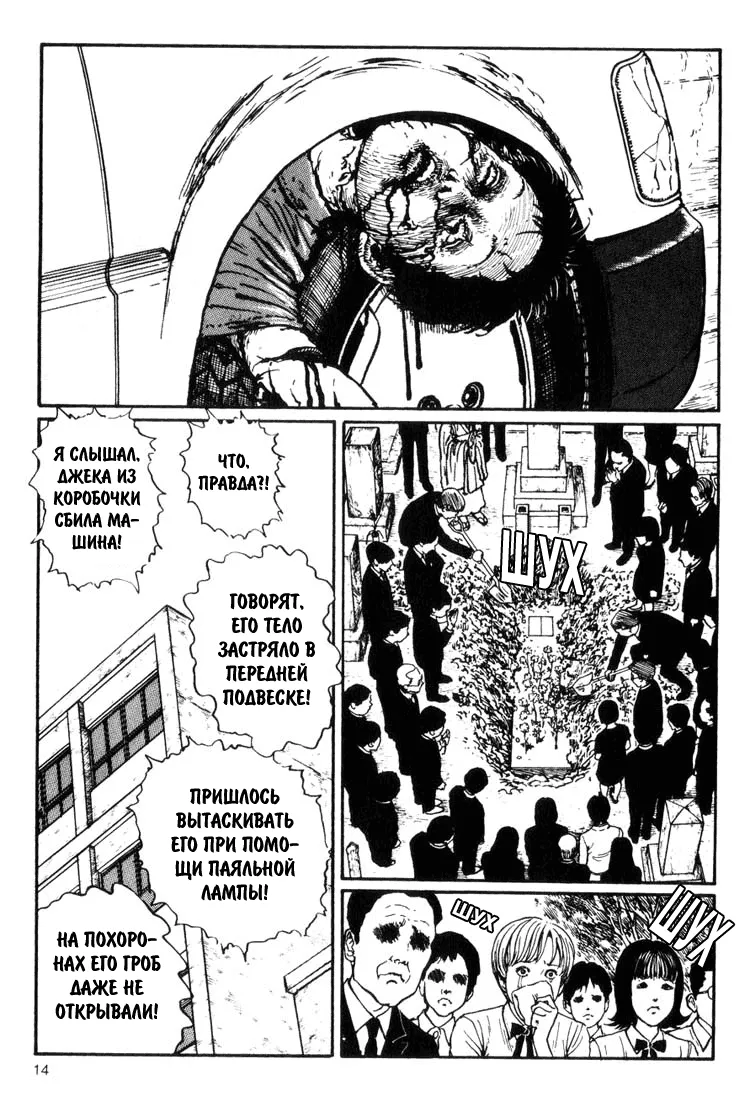 Я СЛЫШАЛ,
ДЖЕКА ИЗ
КОРОБОЧКИ
СБИЛА МА-
ШИНА!
ЧТО,
ПРАВДА?!
ГОВОРЯТ,
ЕГО ТЕЛО
ЗАСТРЯЛО В
ПЕРЕДНЕЙ
ПОДВЕСКЕ!
ПРИШЛОСЬ
ВЫТАСКИВАТЬ
ЕГО ПРИ ПОМО-
ЩИ ПАЯЛЬНОЙ
ЛАМПЫ!
НА ПОХОРО-
НАХ ЕГО ГРОБ
ДАЖЕ НЕ
ОТКРЫВАЛИ!
ШУХ
ШУХ
ШУХ
14